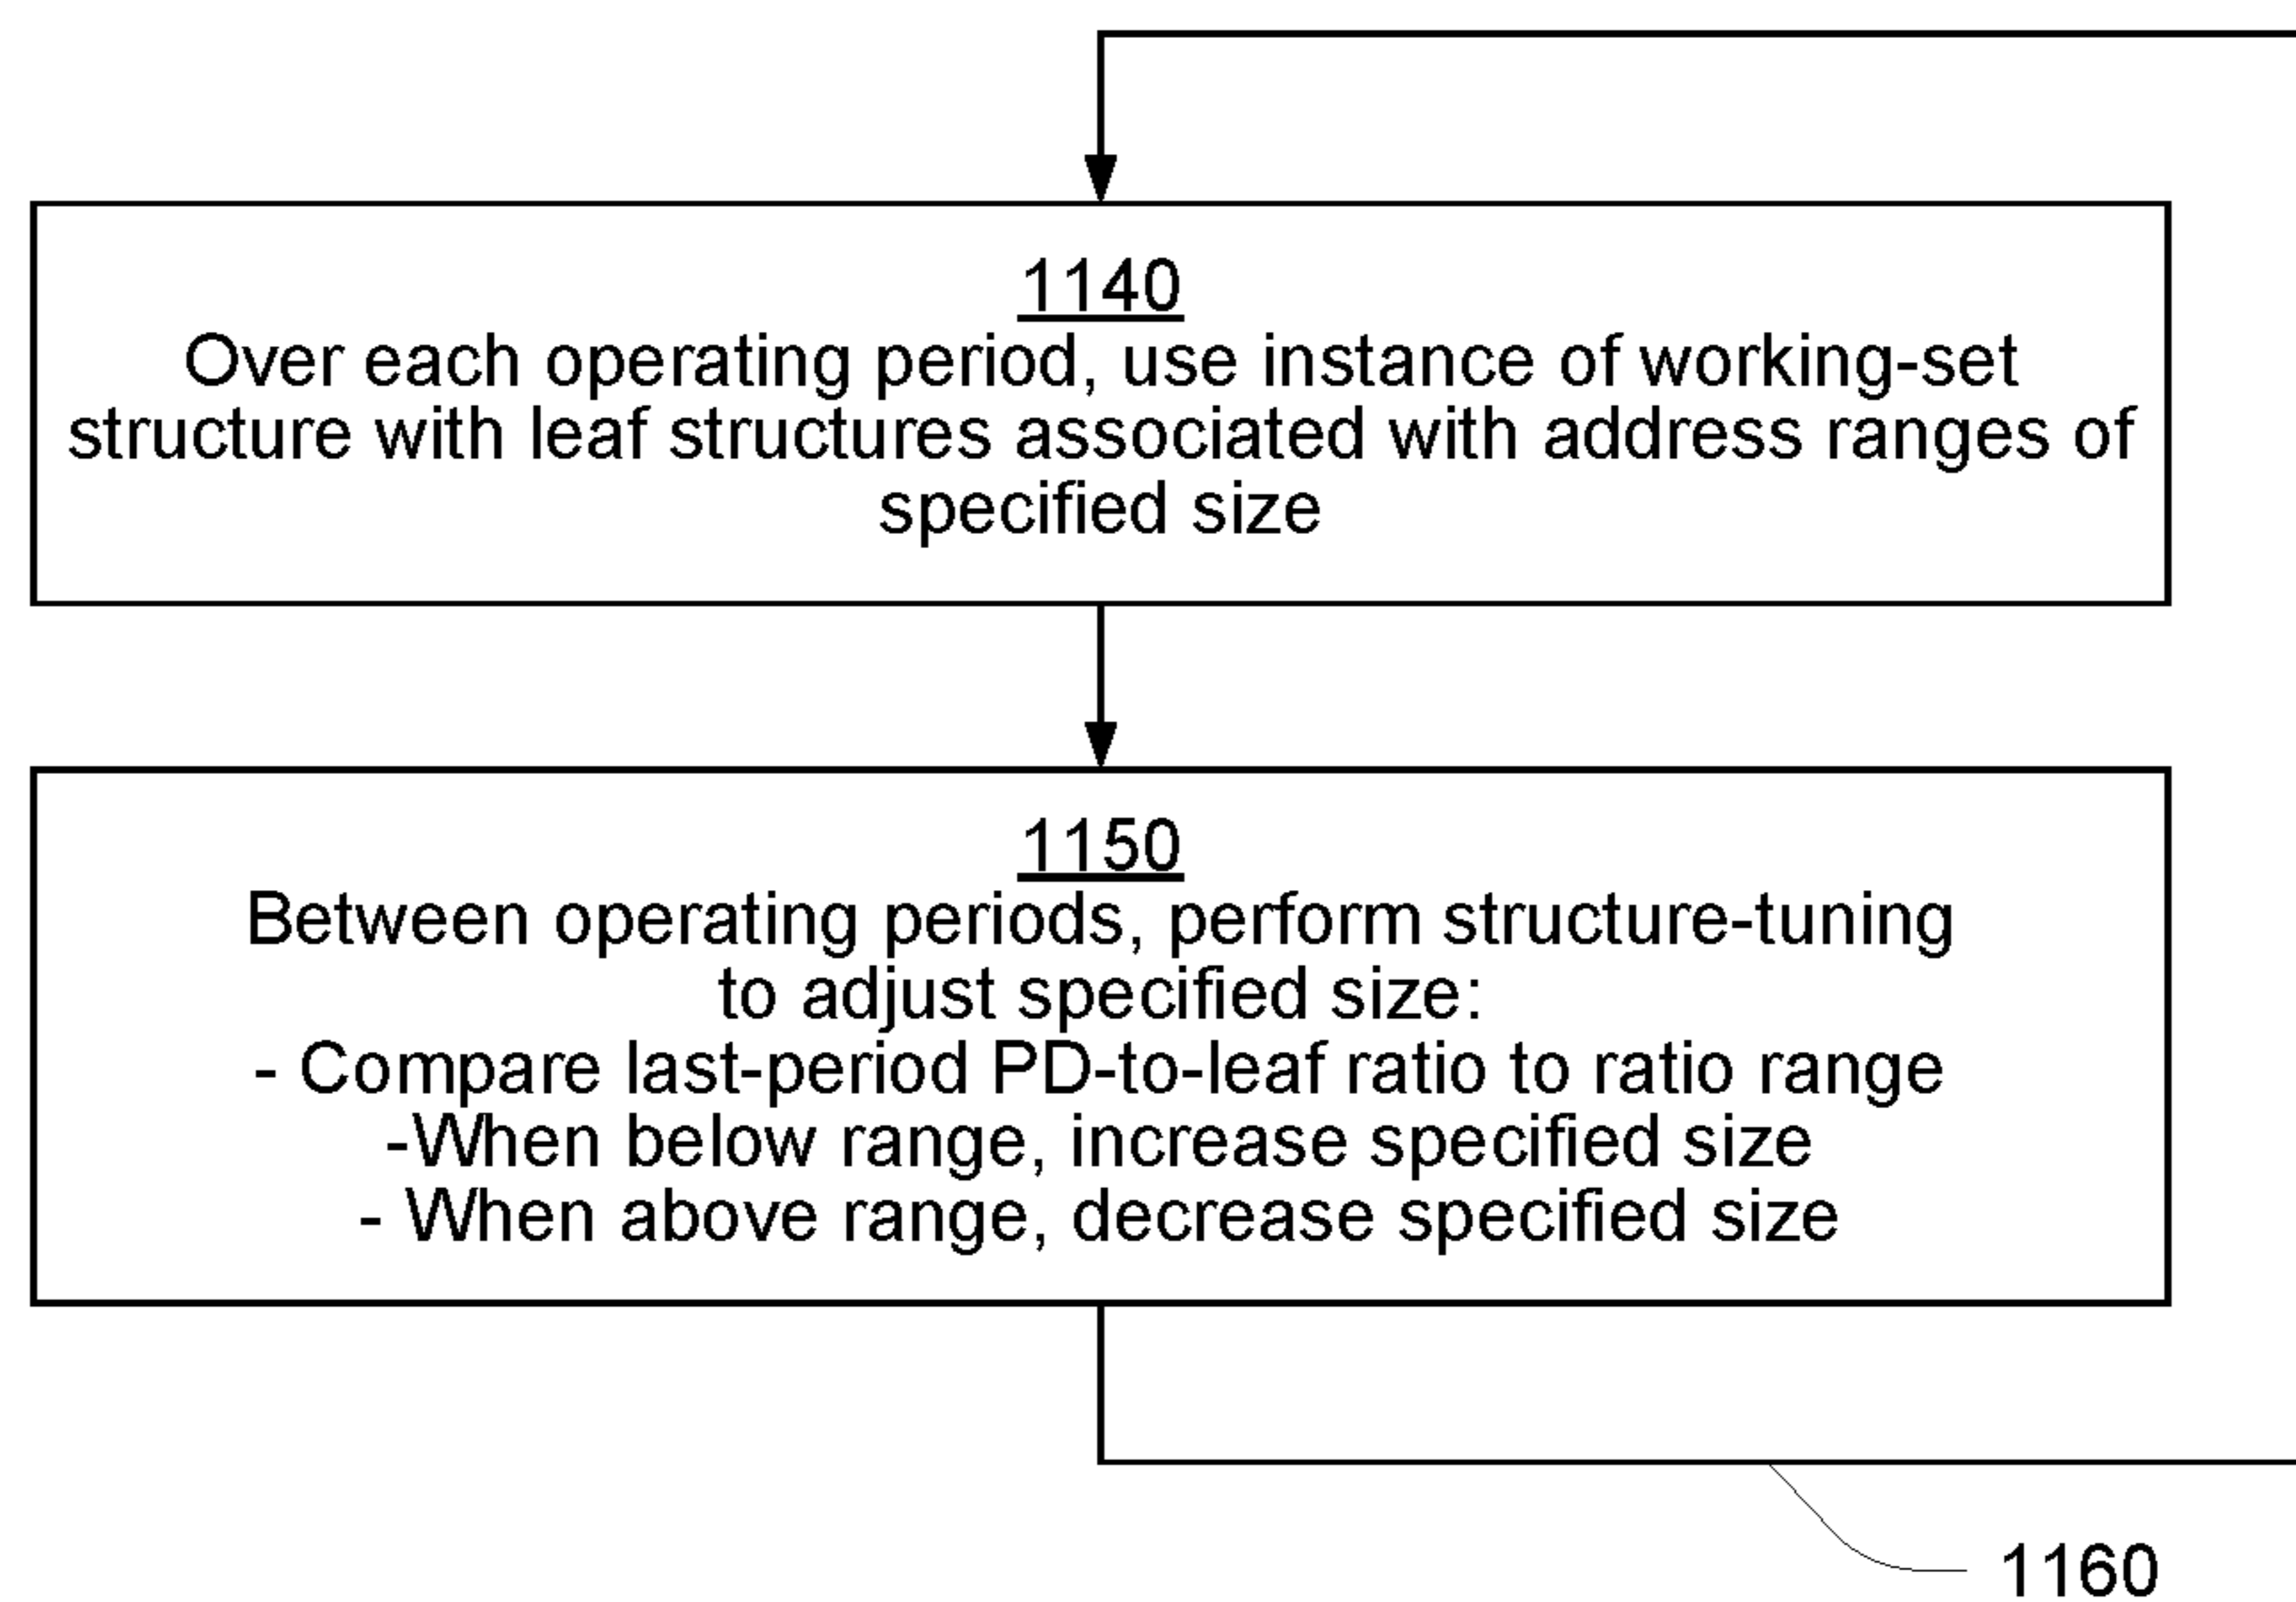 1140
Over each operating period, use instance of working-set
structure with leaf structures associated with address ranges of
specified size
1150
Between operating periods, perform structure-tuning
to adjust specified size:
- Compare last-period PD-to-leaf ratio to ratio range
-When below range, increase specified size
- When above range, decrease specified size
1160